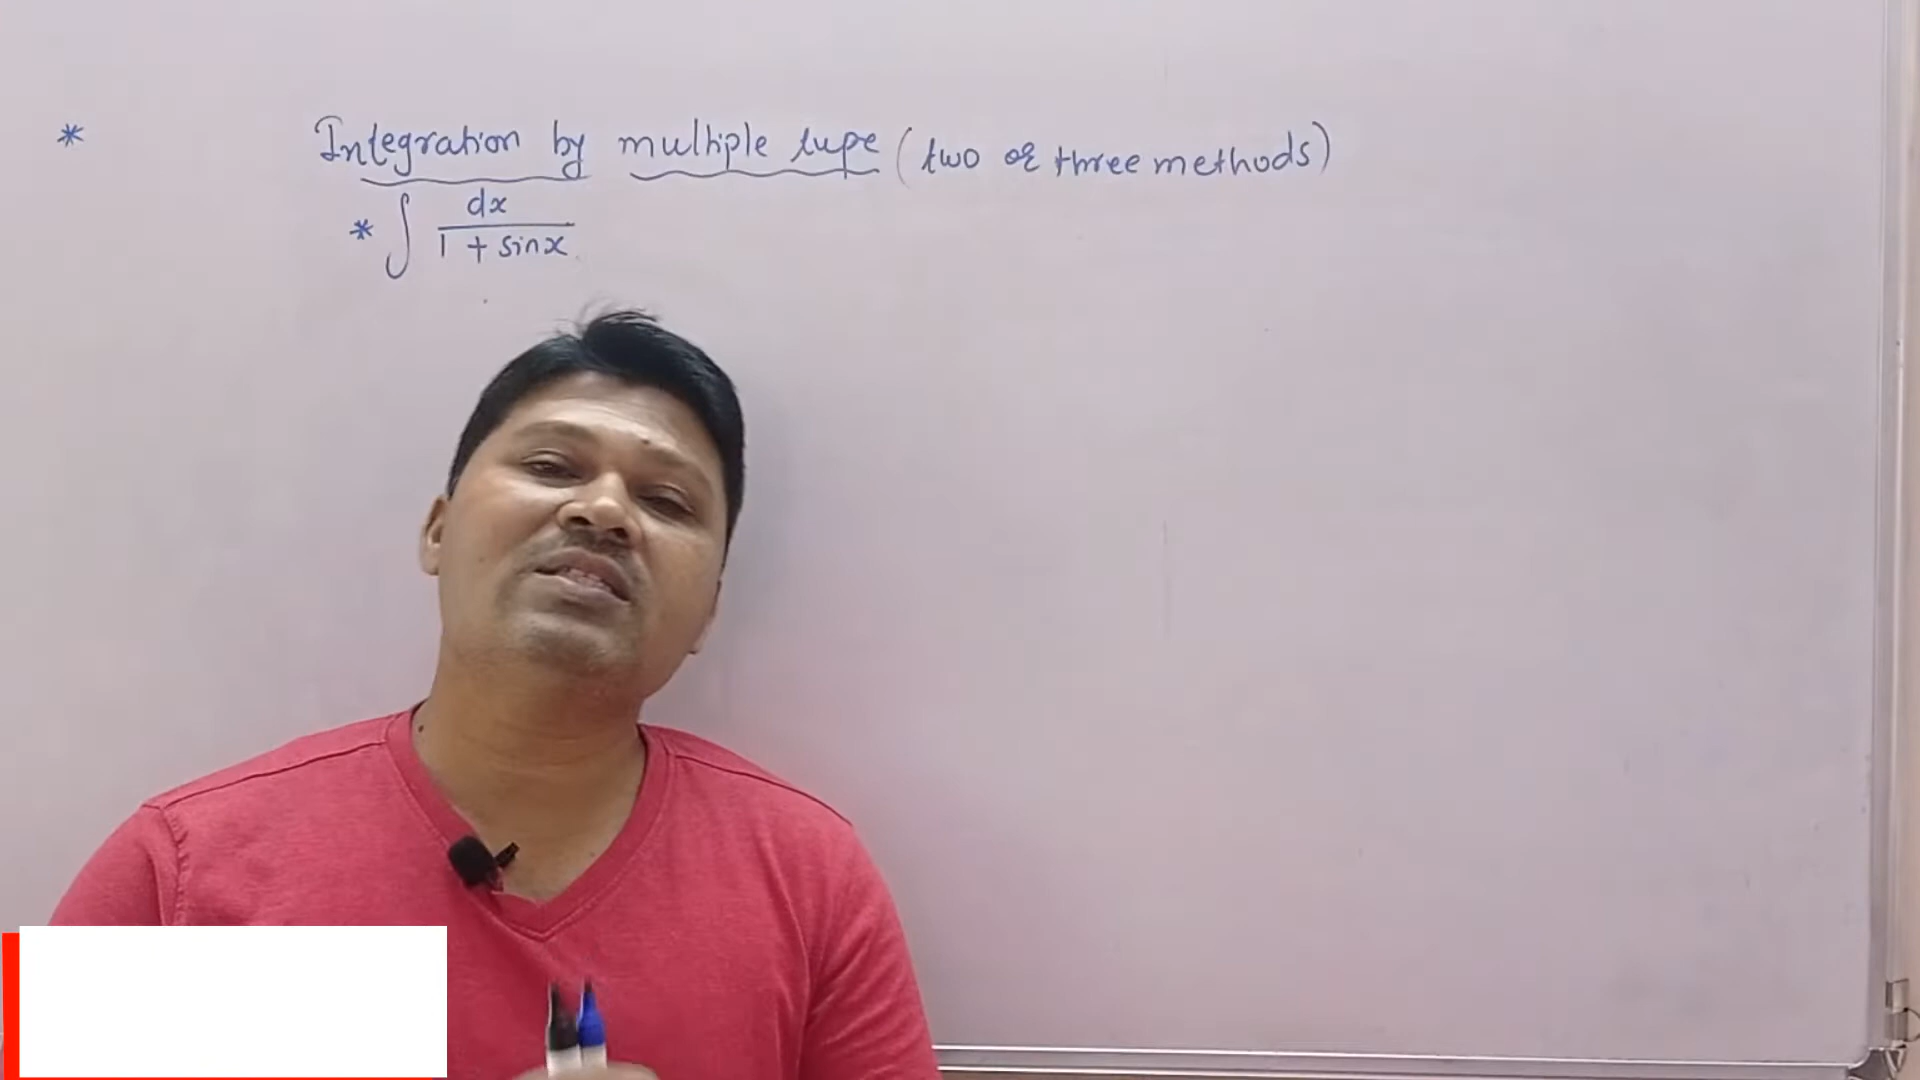 * Integration by multiple type (two or three methods)
* ∫ dx / 1 + sinx